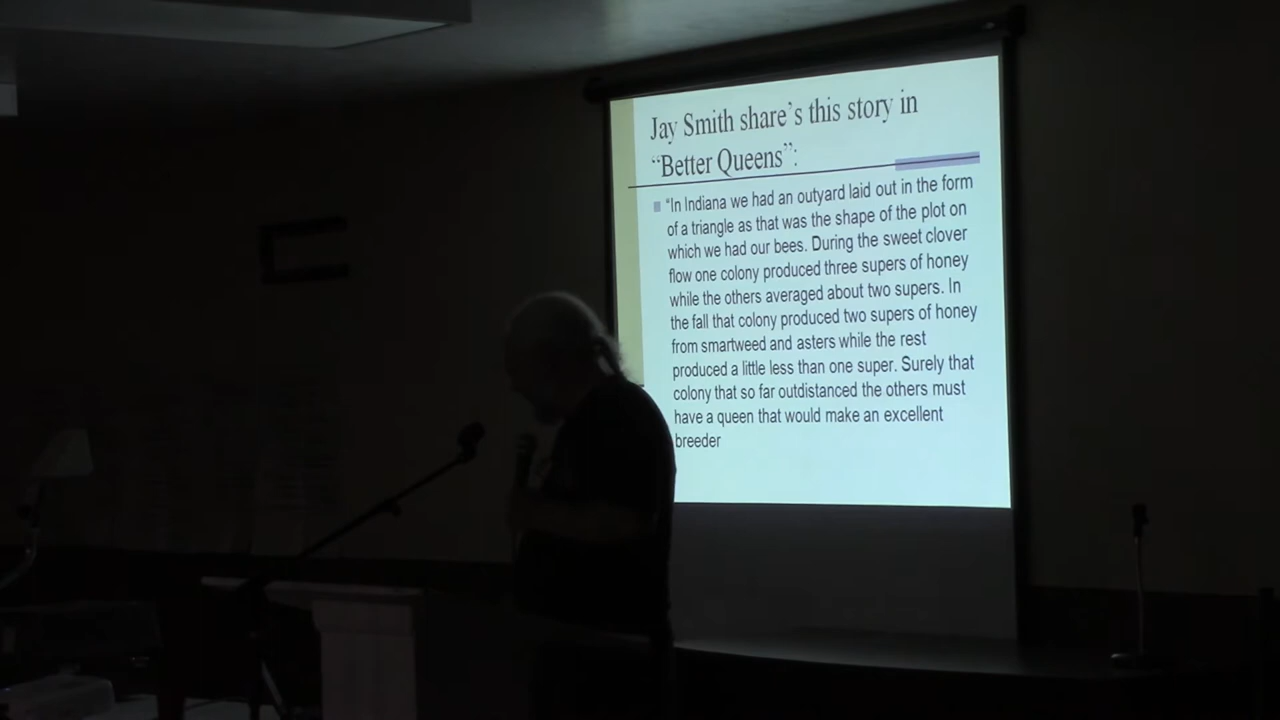 Jay Smith share's this story in
“Better Queens”:
“In Indiana we had an outyard laid out in the form
of a triangle as that was the shape of the plot on
which we had our bees. During the sweet clover
flow one colony produced three supers of honey
while the others averaged about two supers. In
the fall that colony produced two supers of honey
from smartweed and asters while the rest
produced a little less than one super. Surely that
colony that so far outdistanced the others must
have a queen that would make an excellent
breeder